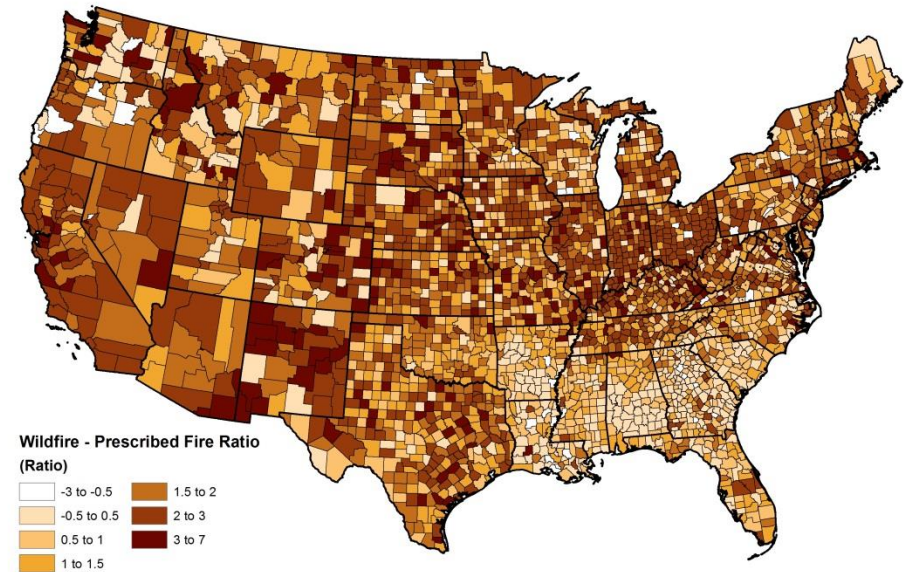 Wildfire - Prescribed Fire Ratio
(Ratio)
-3 to -0.5
-0.5 to 0.5
0.5 to 1
1 to 1.5
1.5 to 2
2 to 3
3 to 7